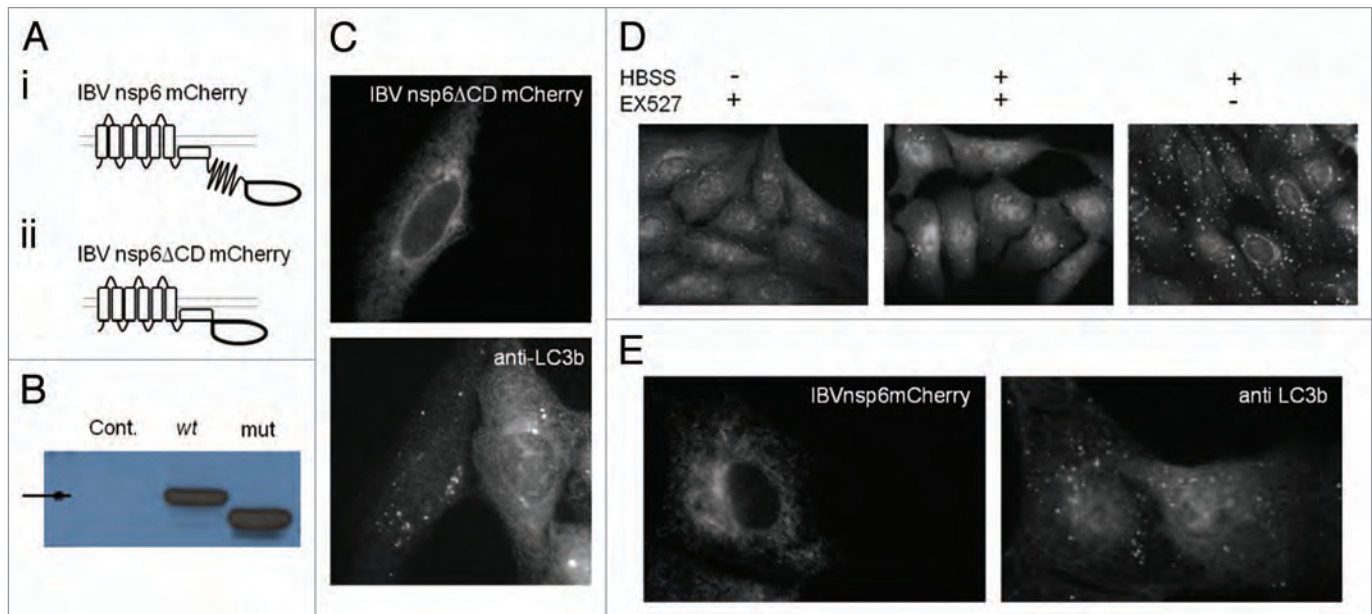 A
i
IBV nsp6 mCherry
ii
IBV nsp6ΔCD mCherry
B
Cont. wt mut
C
IBV nsp6ΔCD mCherry
anti-LC3b
D
HBSS - + +
EX527 + + -
E
IBVnsp6mCherry
anti LC3b